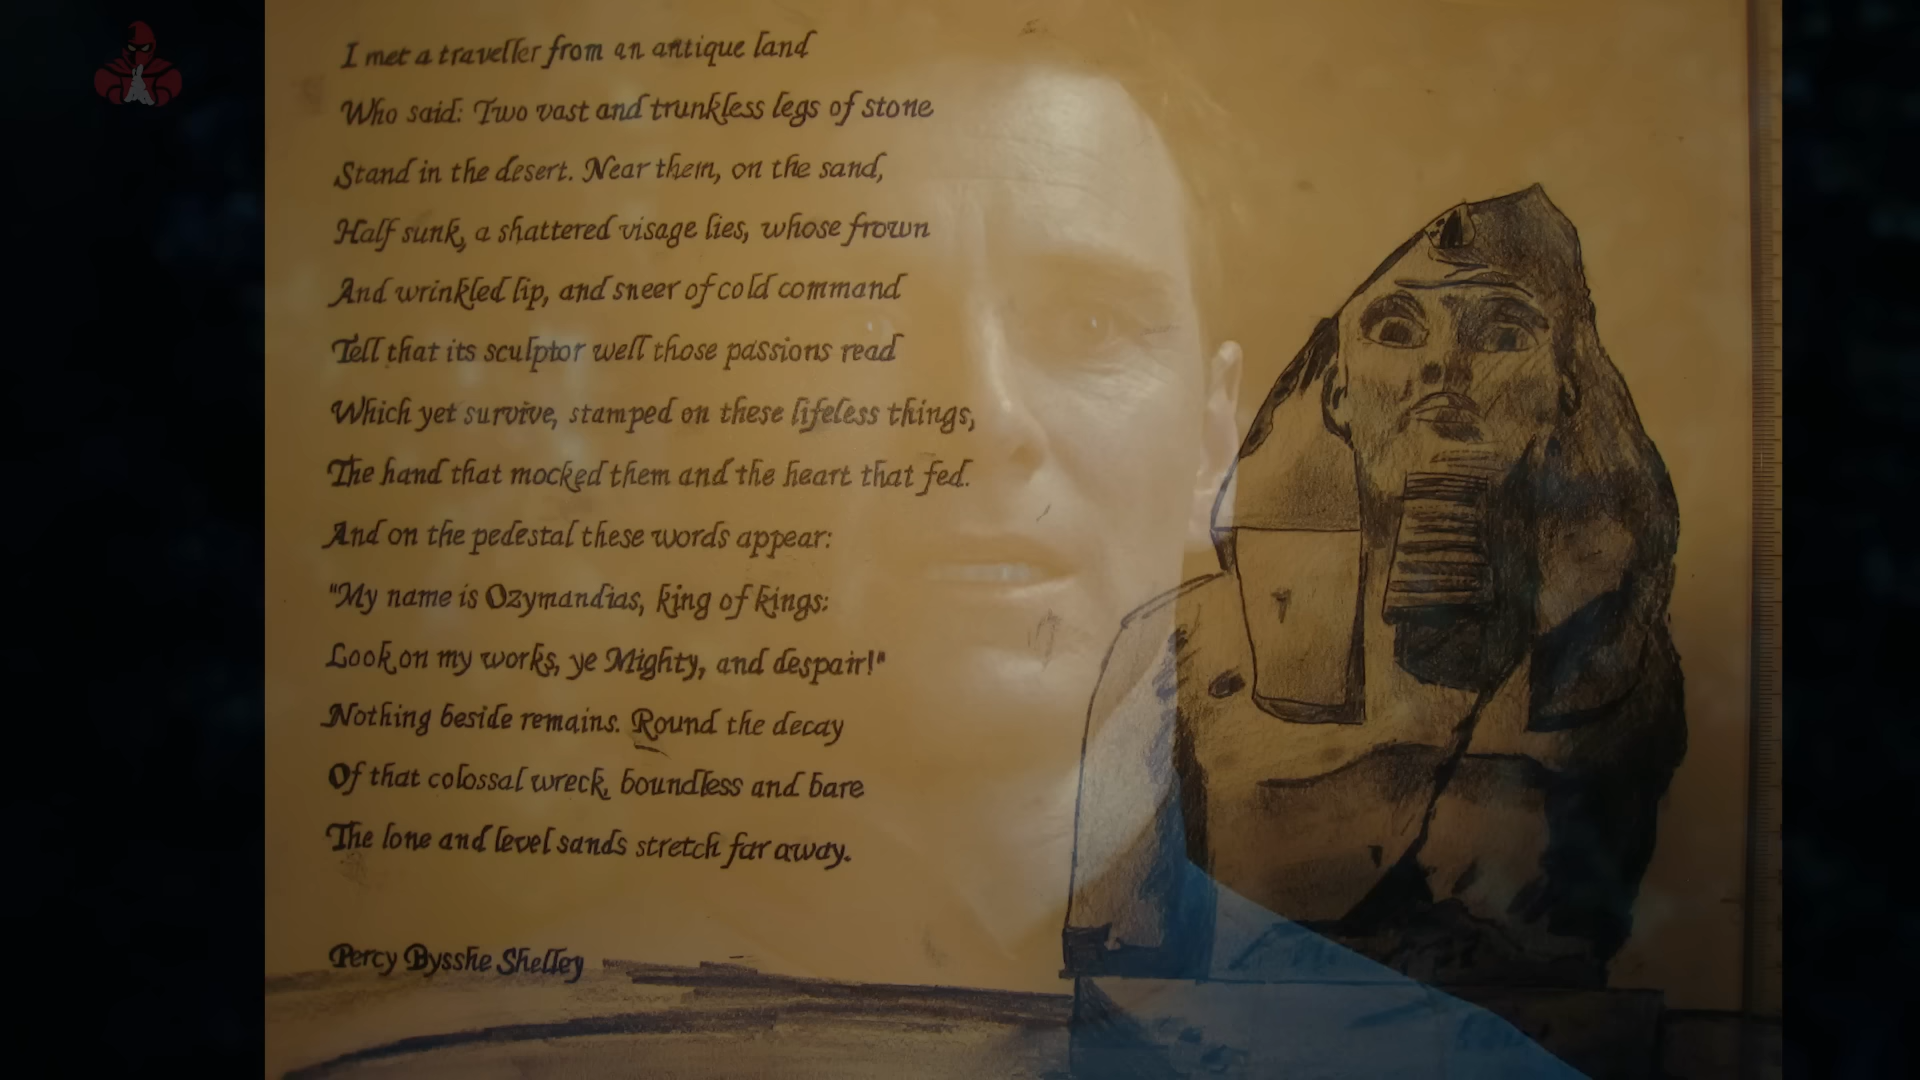 I met a traveller from an antique land
Who said: Two vast and trunkless legs of stone
Stand in the desert. Near them, on the sand,
Half sunk, a shattered visage lies, whose frown
And wrinkled lip, and sneer of cold command
Tell that its sculptor well those passions read
Which yet survive, stamped on these lifeless things,
The hand that mocked them and the heart that fed.
And on the pedestal these words appear:
"My name is Ozymandias, king of kings:
Look on my works, ye Mighty, and despair!"
Nothing beside remains. Round the decay
Of that colossal wreck, boundless and bare
The lone and level sands stretch far away.
Percy Bysshe Shelley